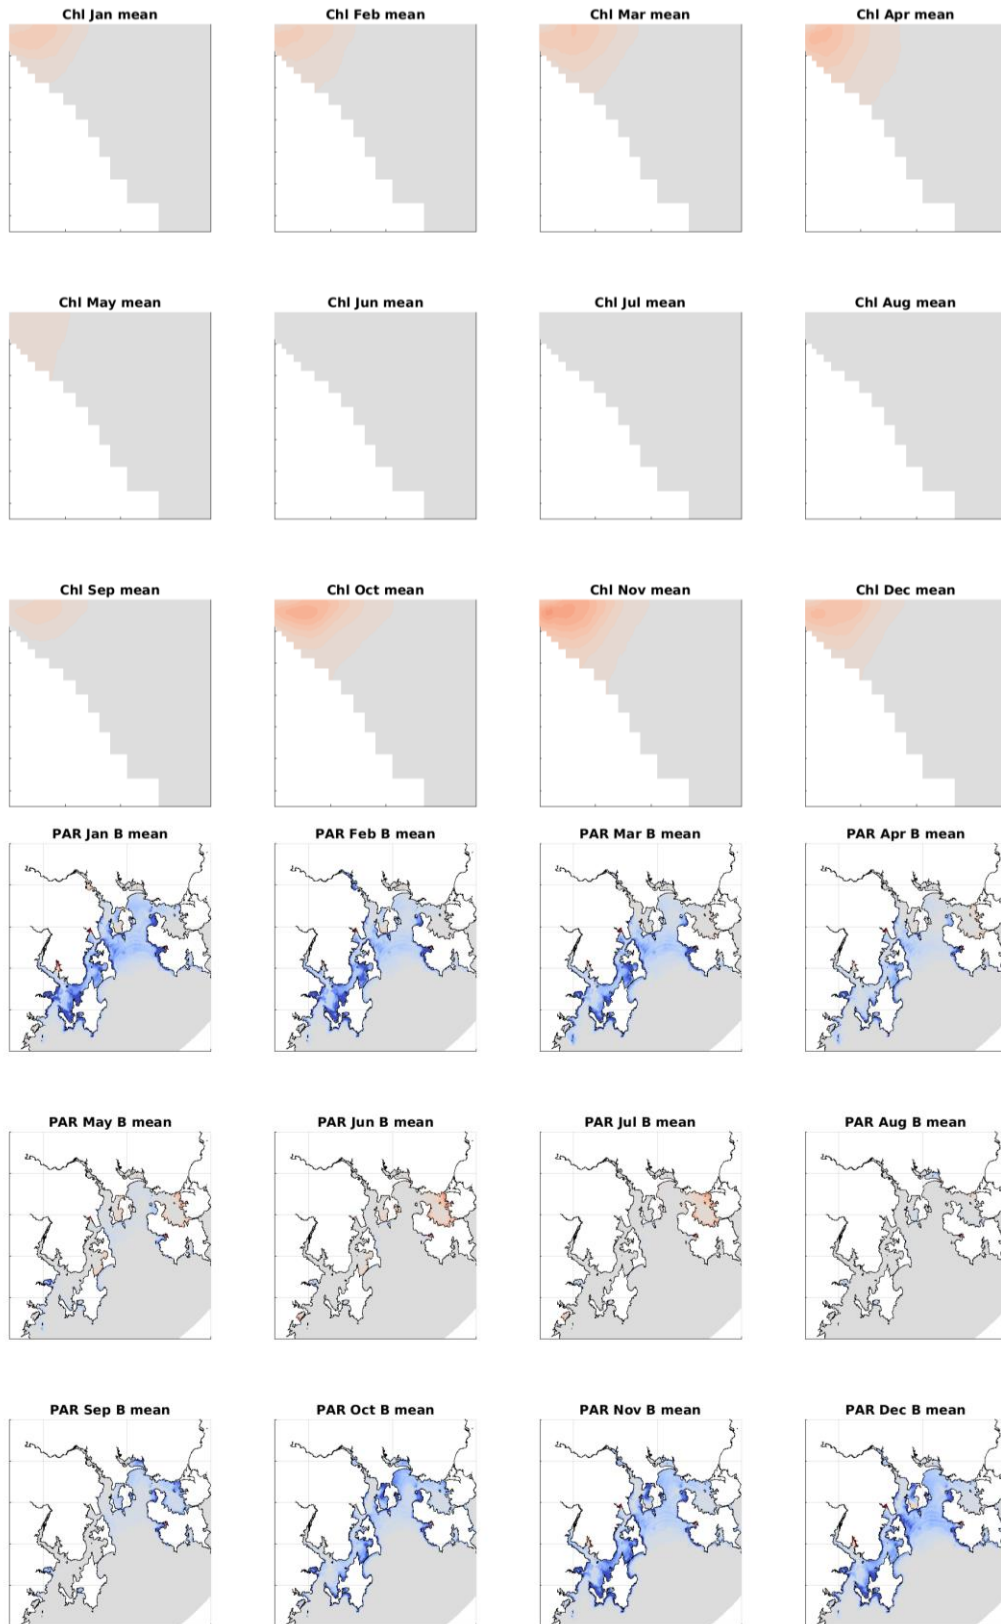 Chl Jan mean Chl Feb mean Chl Mar mean Chl Apr mean
Chl May mean Chl Jun mean Chl Jul mean Chl Aug mean
Chl Sep mean Chl Oct mean Chl Nov mean Chl Dec mean
PAR Jan B mean PAR Feb B mean PAR Mar B mean PAR Apr B mean
PAR May B mean PAR Jun B mean PAR Jul B mean PAR Aug B mean
PAR Sep B mean PAR Oct B mean PAR Nov B mean PAR Dec B mean